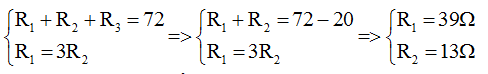 {R₁ + R₂ + R₃ = 72 => {R₁ + R₂ = 72 − 20 => {R₁ = 39Ω
{R₁ = 3R₂ {R₁ = 3R₂ {R₂ = 13Ω